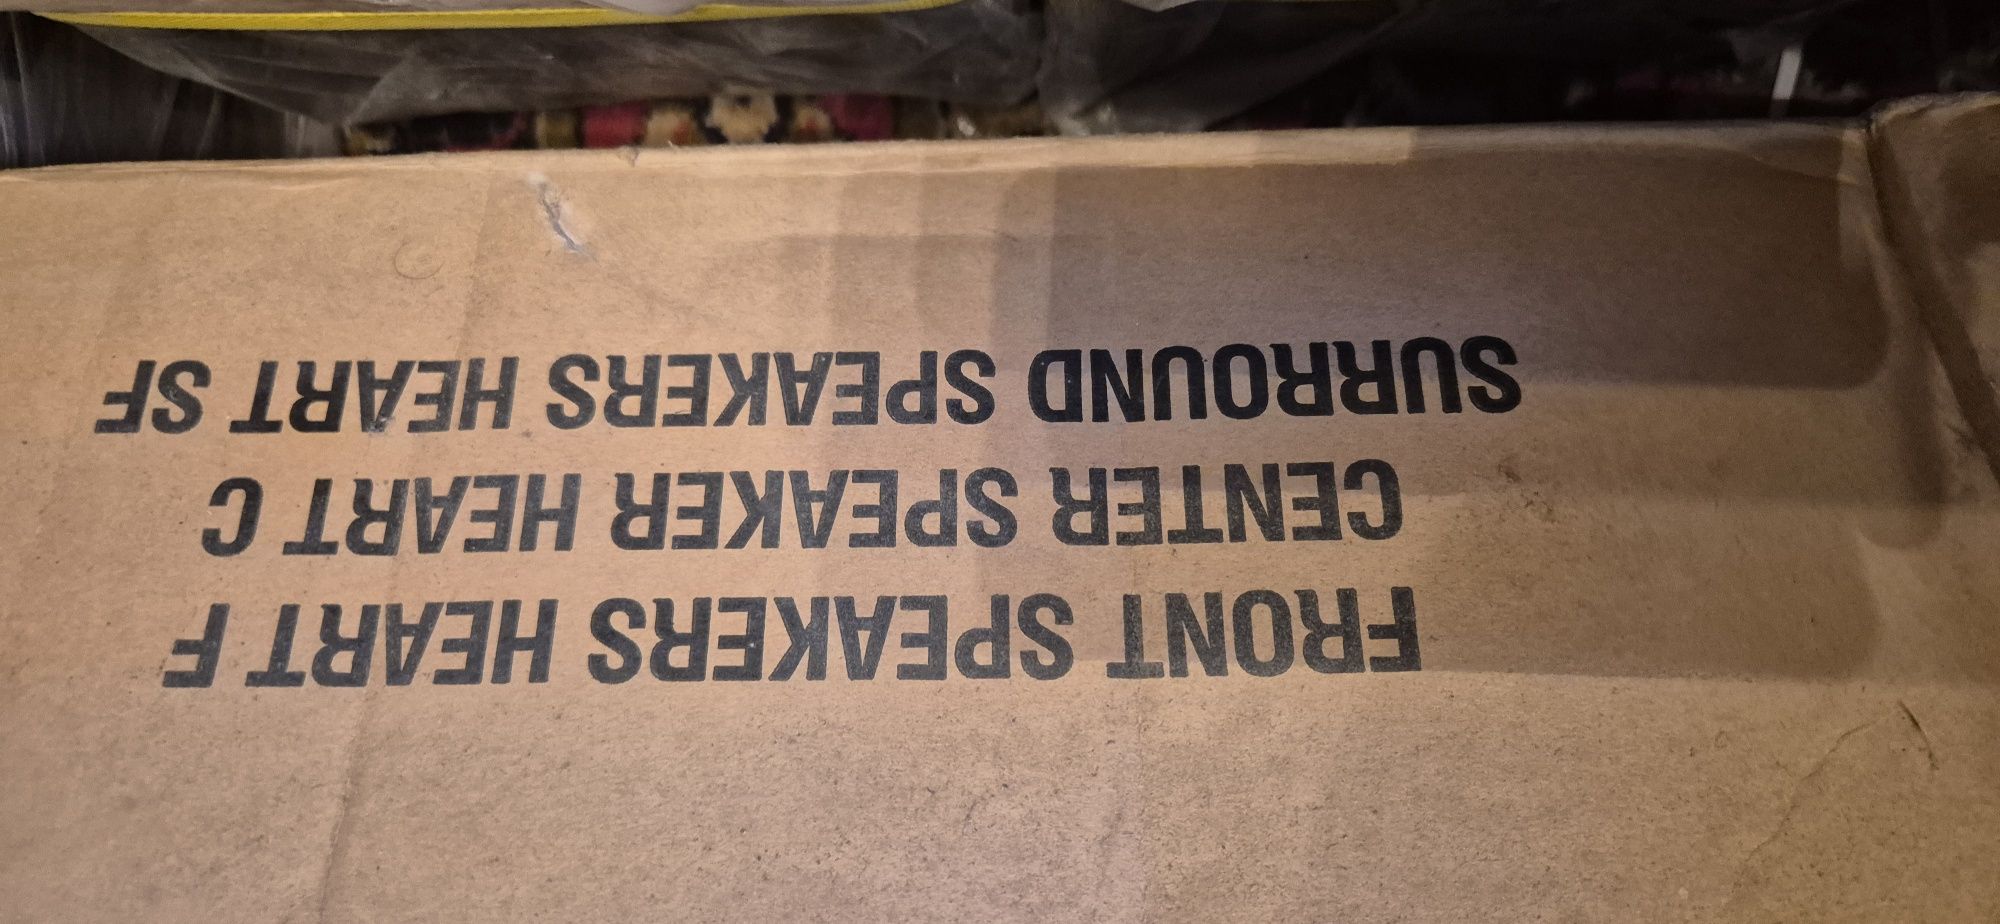 FRONT SPEAKERS HEART F
CENTER SPEAKER HEART C
SURROUND SPEAKERS HEART SF